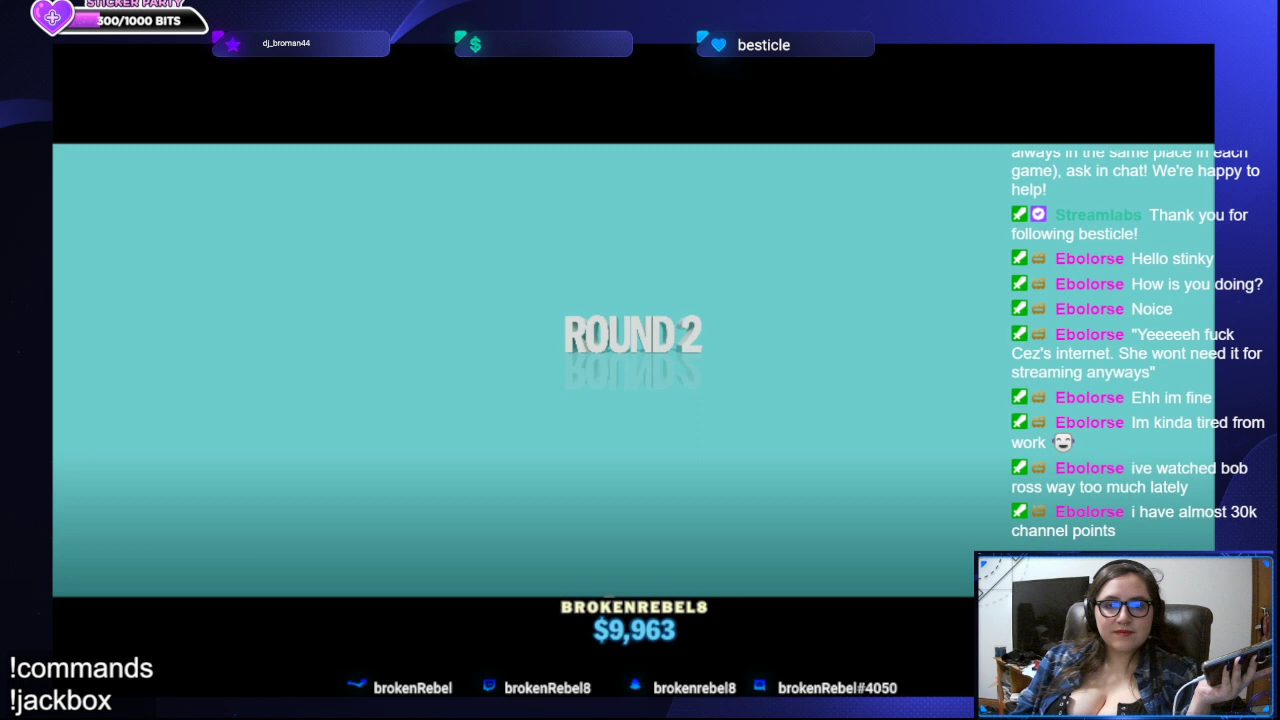 STICKER PARTY
300/1000 BITS
dj_broman44
besticle
always in the same place in each
game), ask in chat! We're happy to
help!
Streamlabs Thank you for
following besticle!
Ebolorse Hello stinky
Ebolorse How is you doing?
Ebolorse Noice
Ebolorse "Yeeeeeh fuck
Cez's internet. She wont need it for
streaming anyways"
Ebolorse Ehh im fine
Ebolorse Im kinda tired from
work
Ebolorse ive watched bob
ross way too much lately
Ebolorse i have almost 30k
channel points
ROUND 2
BROKENREBEL8
$9,963
!commands
!jackbox
brokenRebel
brokenRebel8
brokenrebel8
brokenRebel#4050